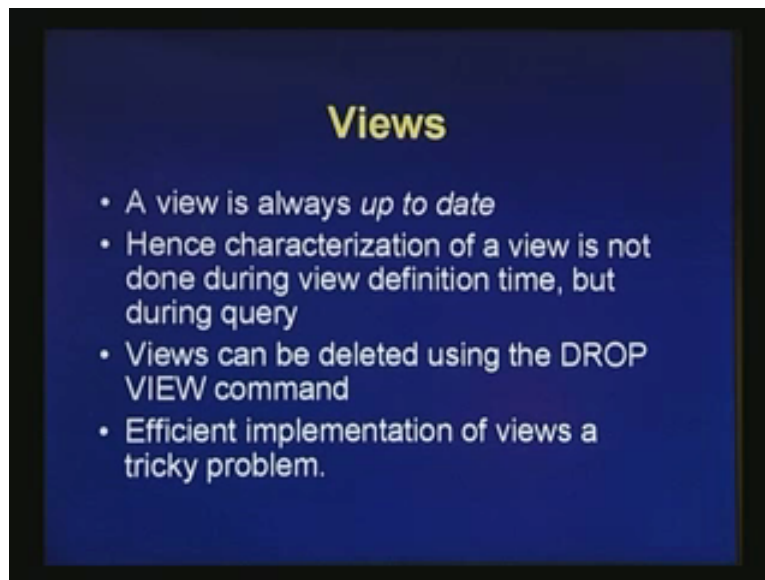 Views
• A view is always up to date
• Hence characterization of a view is not
done during view definition time, but
during query
• Views can be deleted using the DROP
VIEW command
• Efficient implementation of views a
tricky problem.